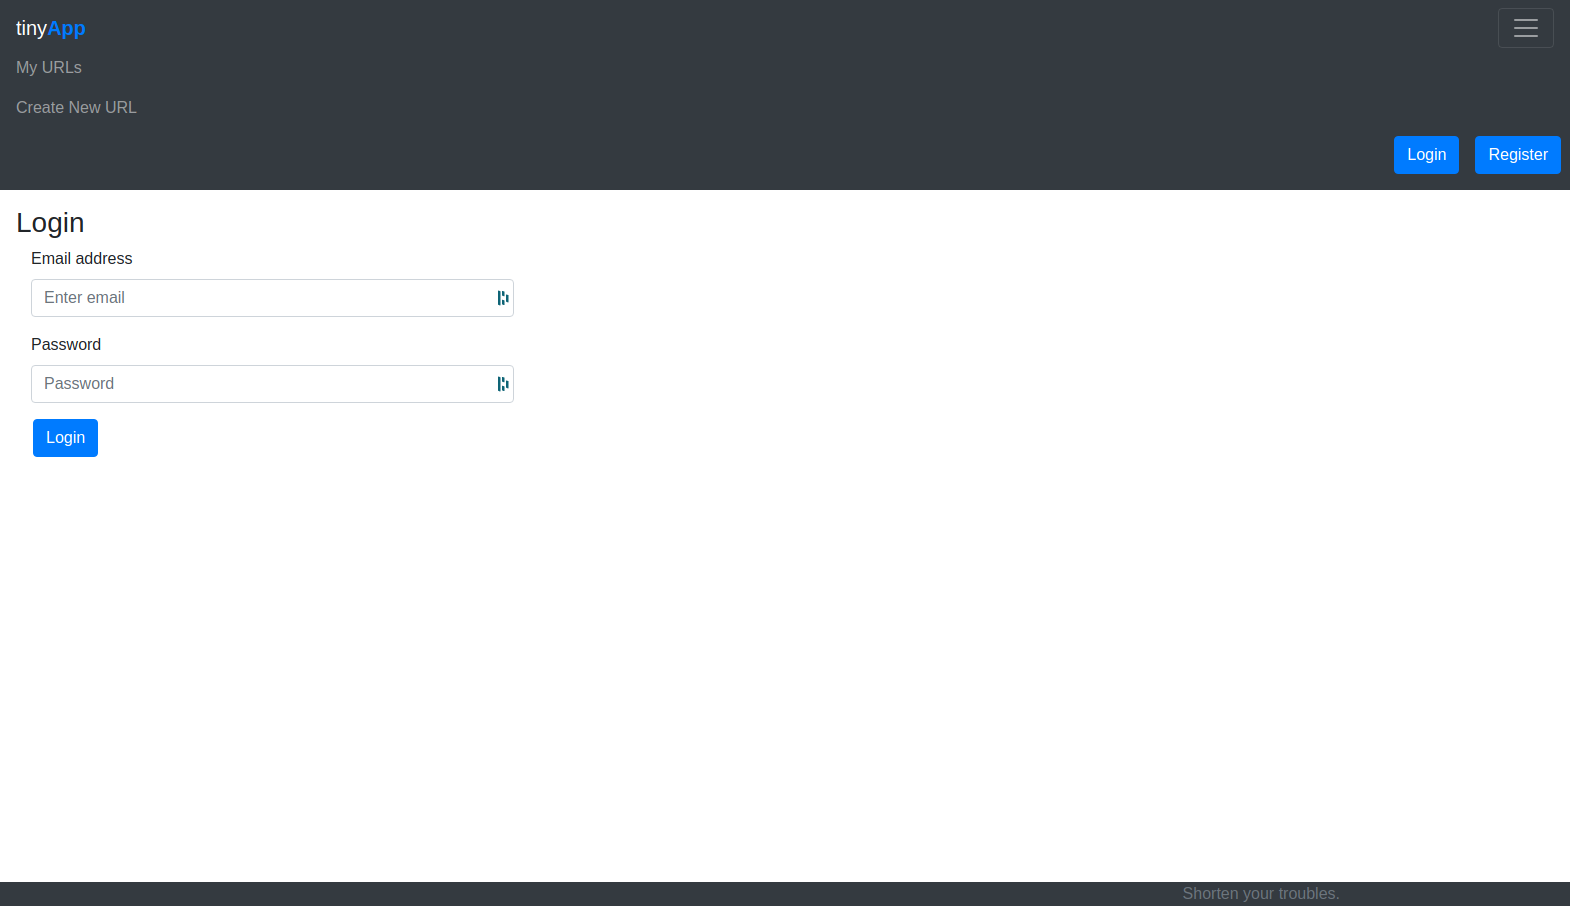 tinyApp
My URLs
Create New URL
Login Register
Login
Email address
Enter email
Password
Password
Login
Shorten your troubles.